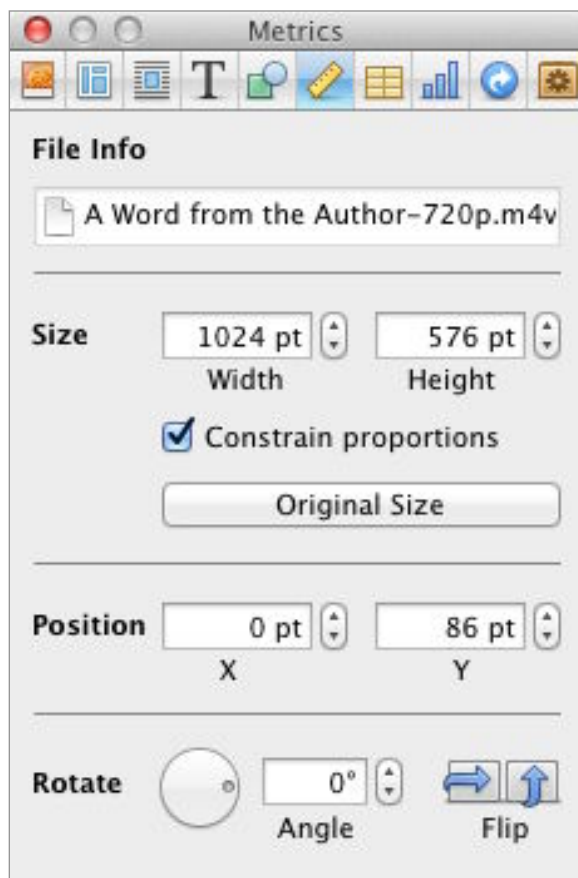 Metrics
T
File Info
A Word from the Author-720p.m4v
Size 1024 pt 576 pt
Width Height
Constrain proportions
Original Size
Position 0 pt 86 pt
X Y
Rotate 0°
Angle Flip